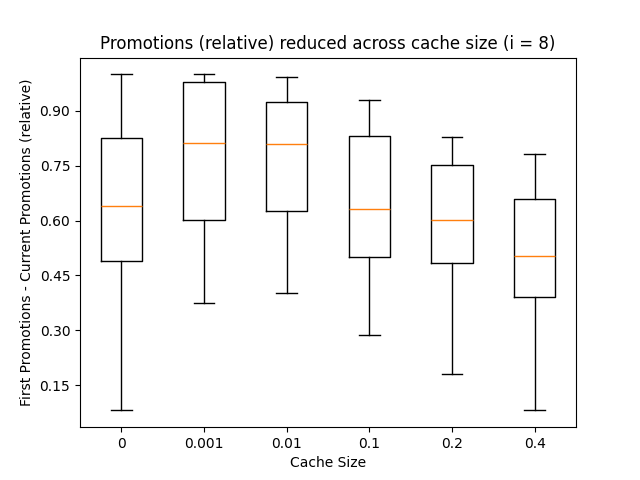 Promotions (relative) reduced across cache size (i = 8)
First Promotions - Current Promotions (relative)
0.90
0.75
0.60
0.45
0.30
0.15
0 0.001 0.01 0.1 0.2 0.4
Cache Size